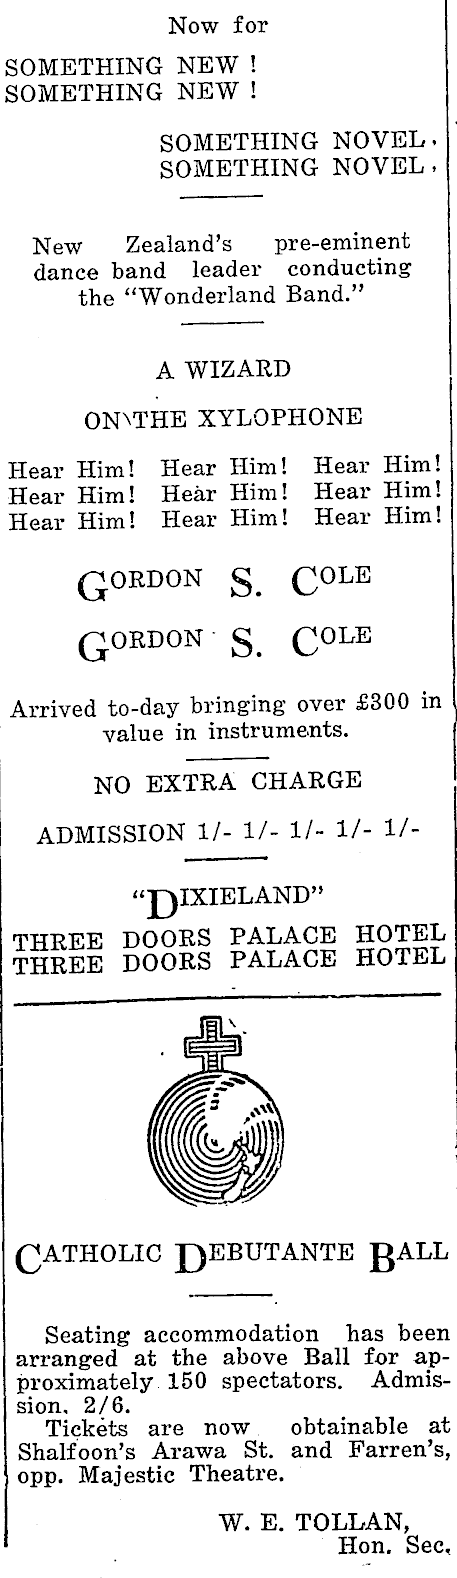 Now for
SOMETHING NEW !
SOMETHING NEW !
SOMETHING NOVEL.
SOMETHING NOVEL,
New Zealand's pre-eminent
dance band leader conducting
the "Wonderland Band."
A WIZARD
ON THE XYLOPHONE
Hear Him! Hear Him! Hear Him!
Hear Him! Hear Him! Hear Him!
Hear Him! Hear Him! Hear Him!
GORDON S. COLE
GORDON S. COLE
Arrived to-day bringing over £300 in
value in instruments.
NO EXTRA CHARGE
ADMISSION 1/- 1/- 1/- 1/- 1/-
"DIXIELAND"
THREE DOORS PALACE HOTEL
THREE DOORS PALACE HOTEL
CATHOLIC DEBUTANTE BALL
Seating accommodation has been
arranged at the above Ball for ap-
proximately 150 spectators. Admis-
sion, 2/6.
Tickets are now obtainable at
Shalfoon's Arawa St. and Farren's,
opp. Majestic Theatre.
W. E. TOLLAN,
Hon. Sec.